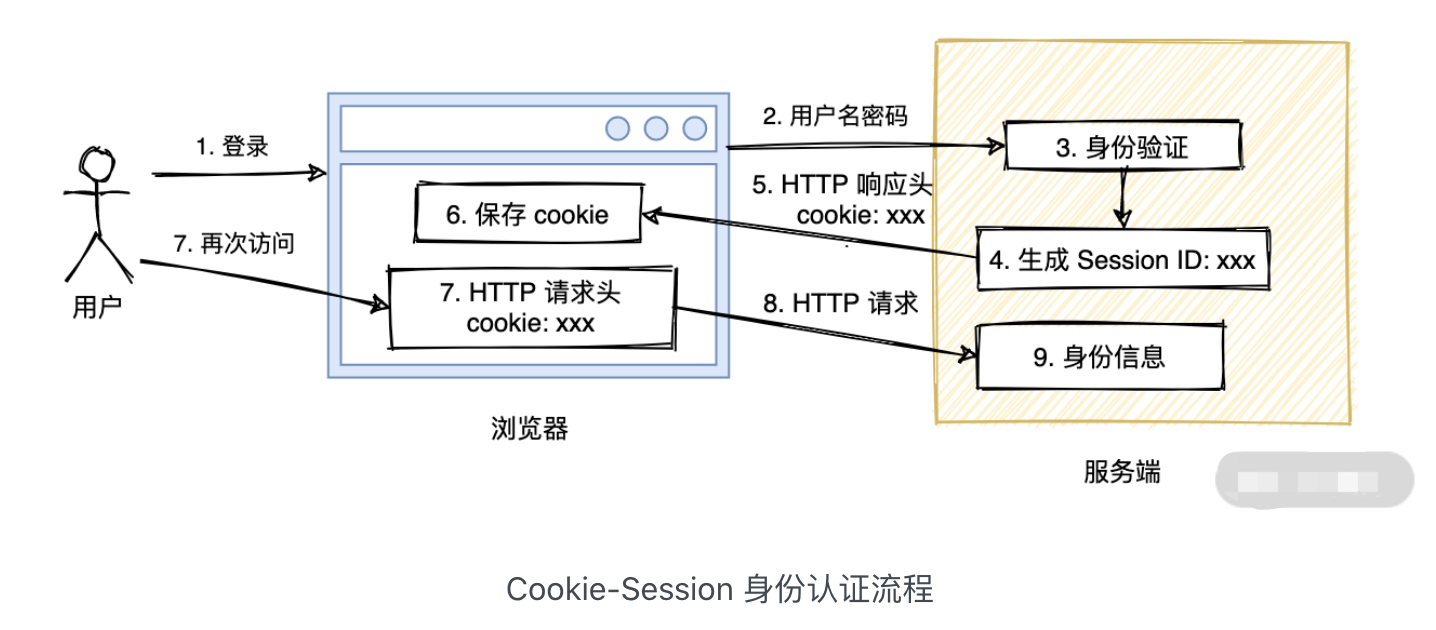 1. 登录
2. 用户名密码
3. 身份验证
5. HTTP 响应头
cookie: xxx
6. 保存 cookie
4. 生成 Session ID: xxx
7. 再次访问
7. HTTP 请求头
cookie: xxx
8. HTTP 请求
9. 身份信息
用户
浏览器
服务端
Cookie-Session 身份认证流程